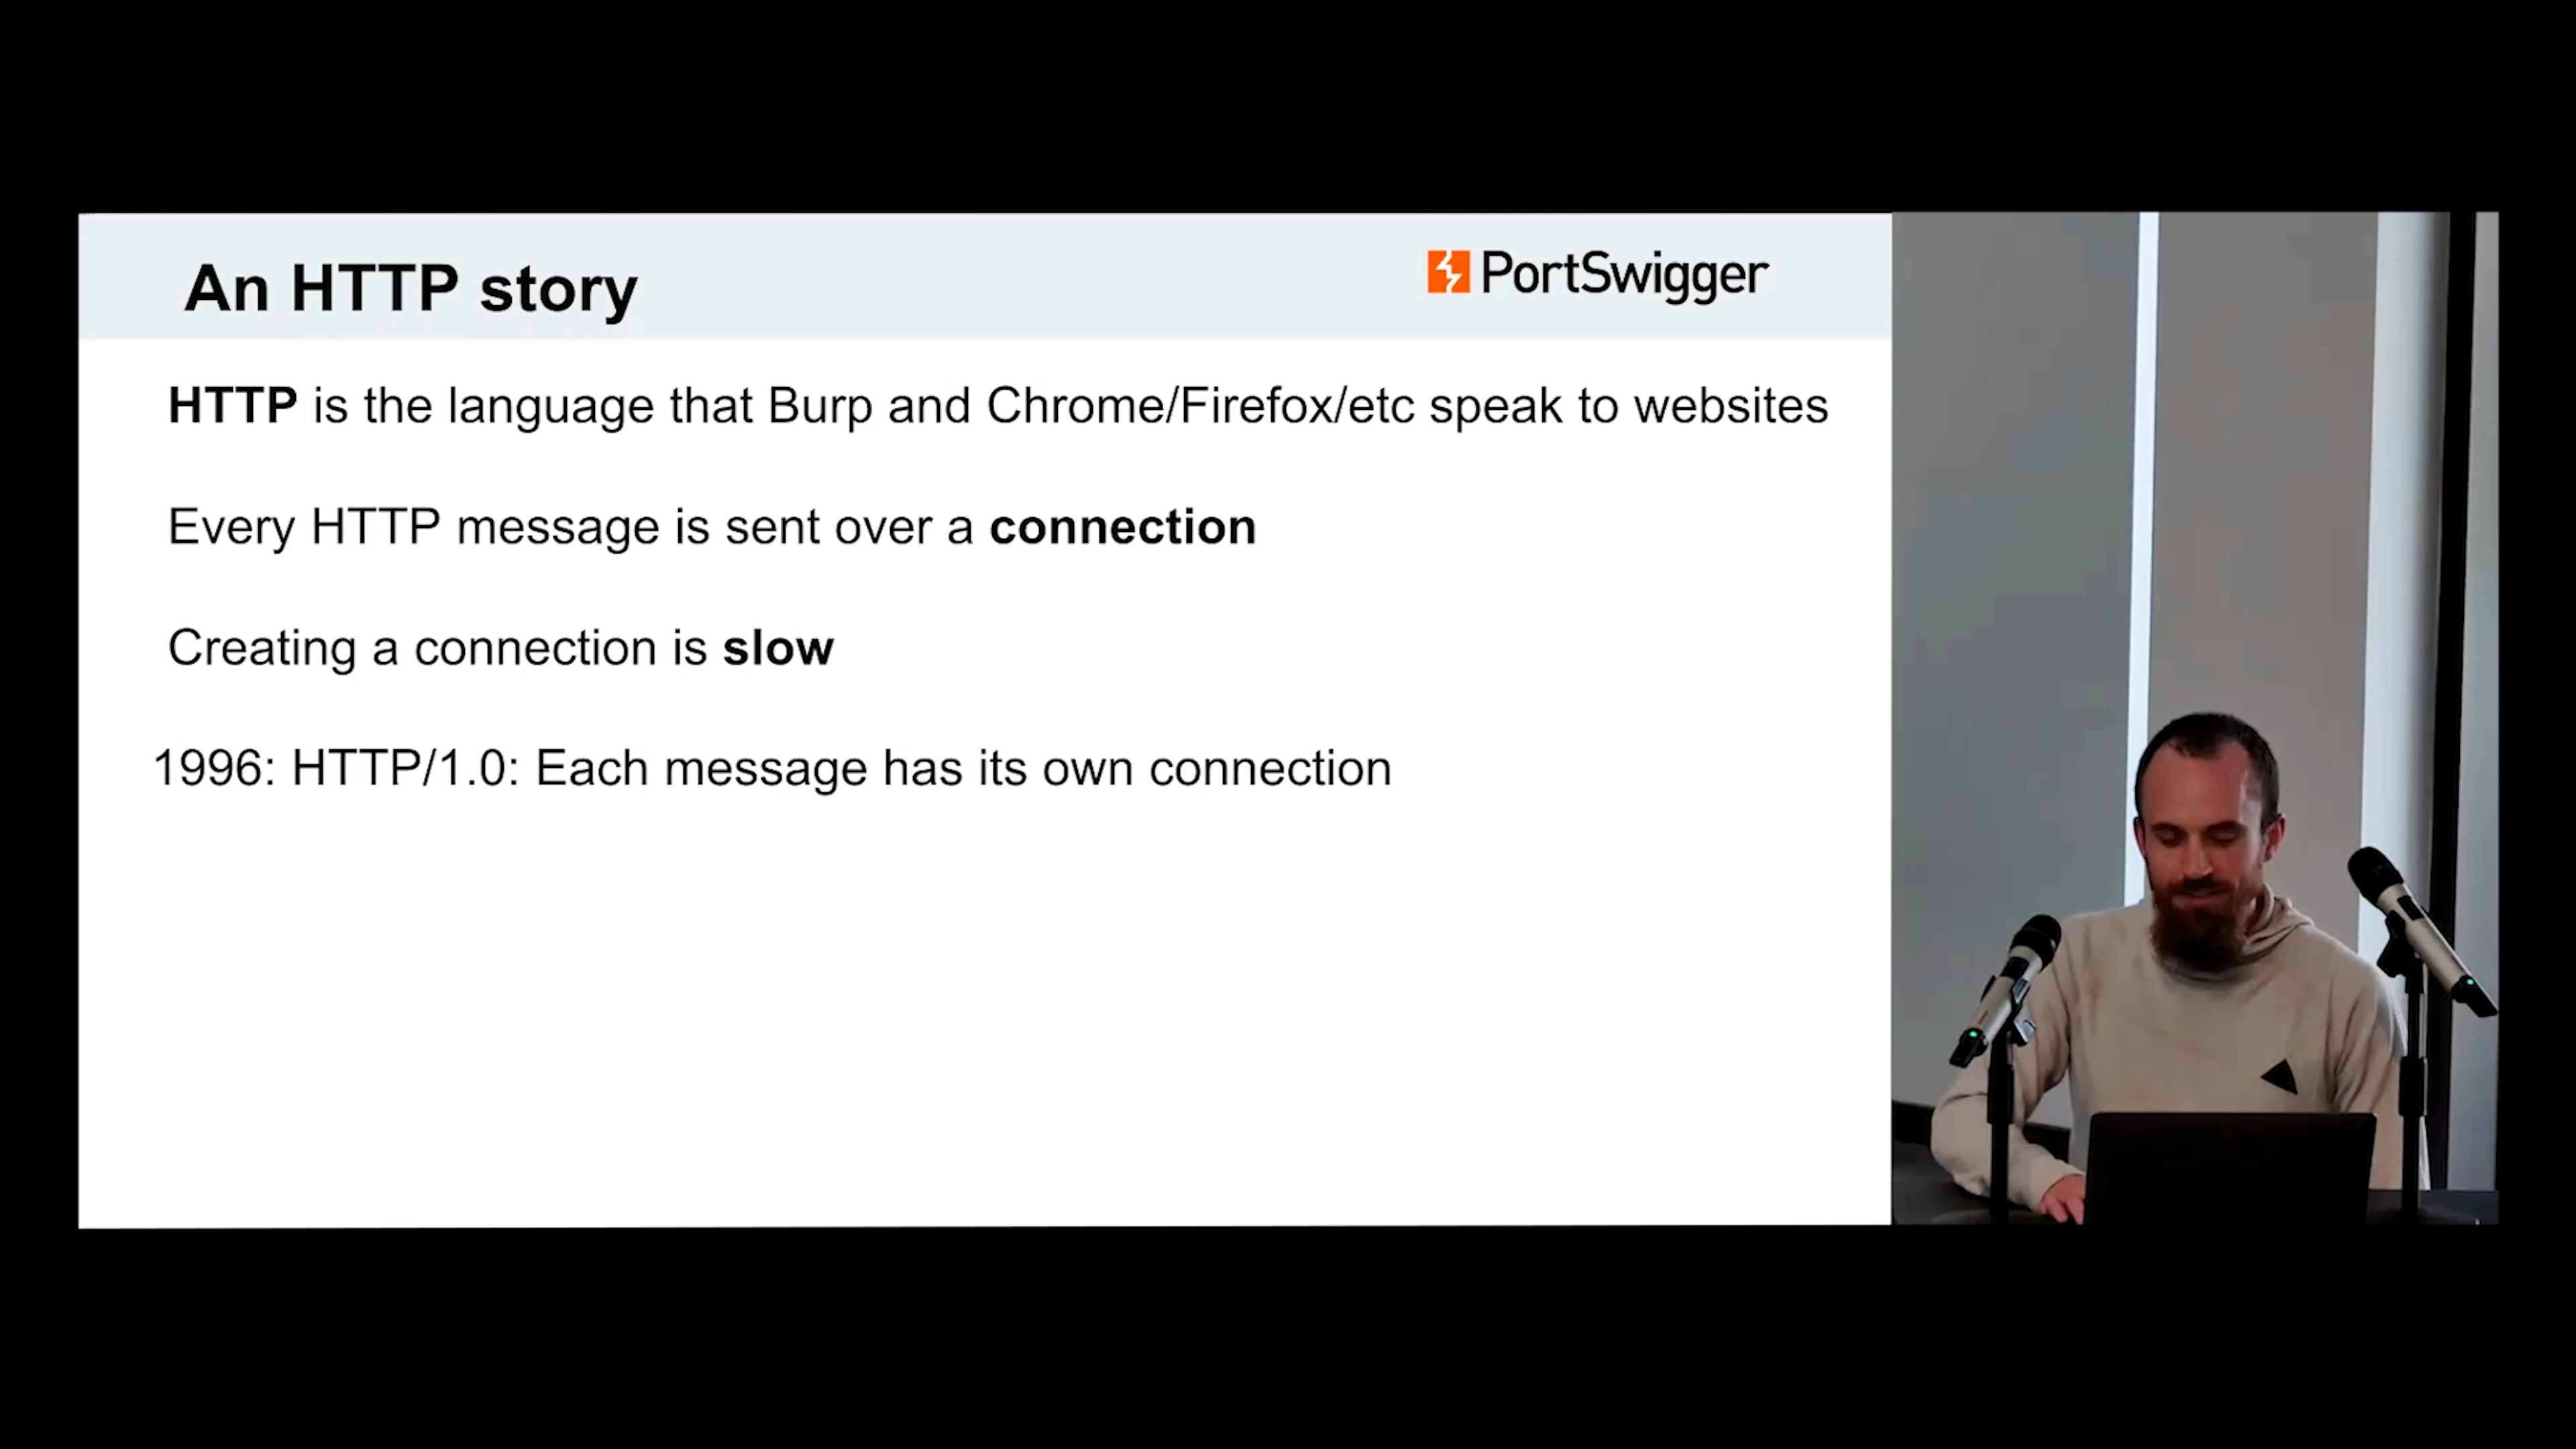 An HTTP story
PortSwigger
HTTP is the language that Burp and Chrome/Firefox/etc speak to websites
Every HTTP message is sent over a connection
Creating a connection is slow
1996: HTTP/1.0: Each message has its own connection